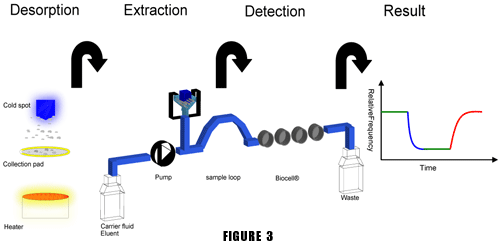 Desorption Extraction Detection Result
Cold spot
Collection pad
Heater
Pump
sample loop
Biocell®
Carrier fluid
Eluent
Waste
RelativeFrequency
Time
FIGURE 3